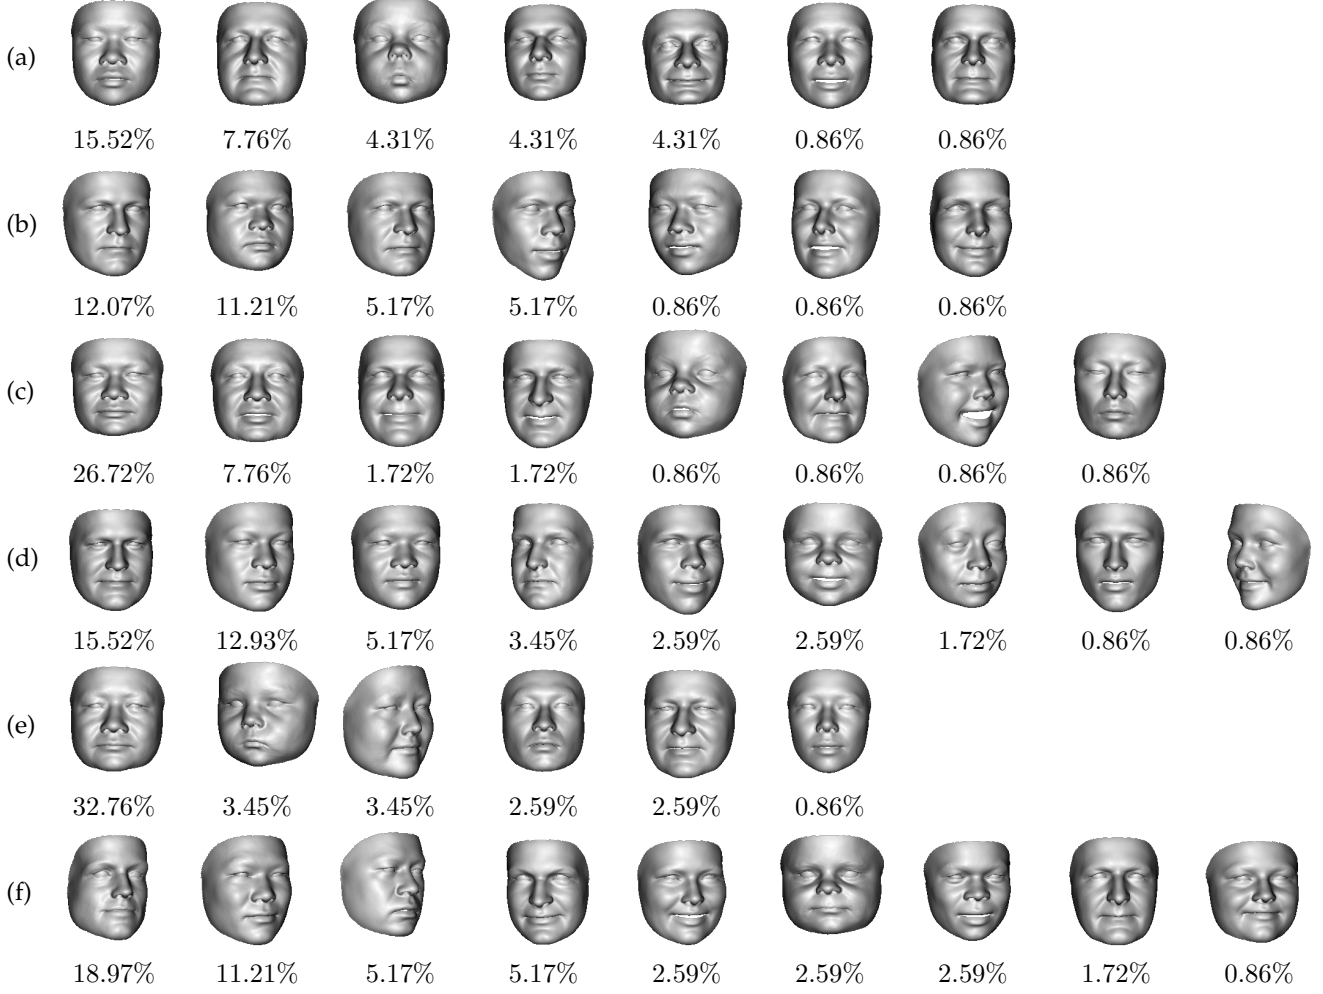 (a)
15.52% 7.76% 4.31% 4.31% 4.31% 0.86% 0.86%
(b)
12.07% 11.21% 5.17% 5.17% 0.86% 0.86% 0.86%
(c)
26.72% 7.76% 1.72% 1.72% 0.86% 0.86% 0.86% 0.86%
(d)
15.52% 12.93% 5.17% 3.45% 2.59% 2.59% 1.72% 0.86% 0.86%
(e)
32.76% 3.45% 3.45% 2.59% 2.59% 0.86%
(f)
18.97% 11.21% 5.17% 5.17% 2.59% 2.59% 2.59% 1.72% 0.86%